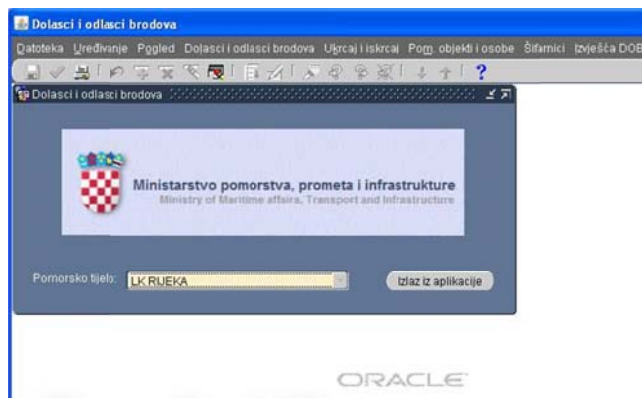 Dolasci i odlasci brodova
Datoteka Uređivanje Pogled Dolasci i odlasci brodova Ukrcaj i iskrcaj Pom. objekti i osobe Šifarnici Izvješća DOB
?
Dolasci i odlasci brodova
Ministarstvo pomorstva, prometa i infrastrukture
Ministry of Maritime affairs, Transport and Infrastructure
Pomorsko tijelo: LK RIJEKA Izlaz iz aplikacije
ORACLE